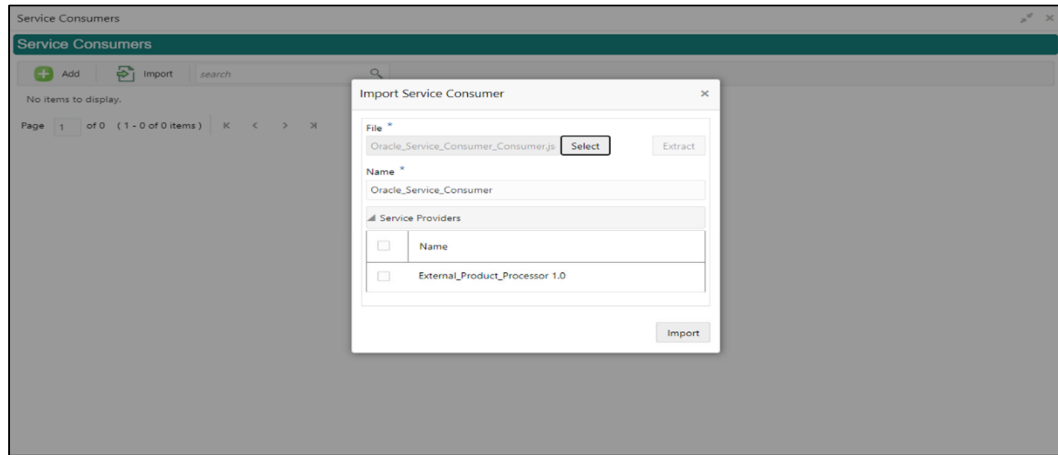 Service Consumers
Service Consumers
Add Import search
No items to display.
Page 1 of 0 (1 - 0 of 0 items)
Import Service Consumer
File *
Oracle_Service_Consumer_Consumer.js Select Extract
Name *
Oracle_Service_Consumer
Service Providers
Name
External_Product_Processor 1.0
Import